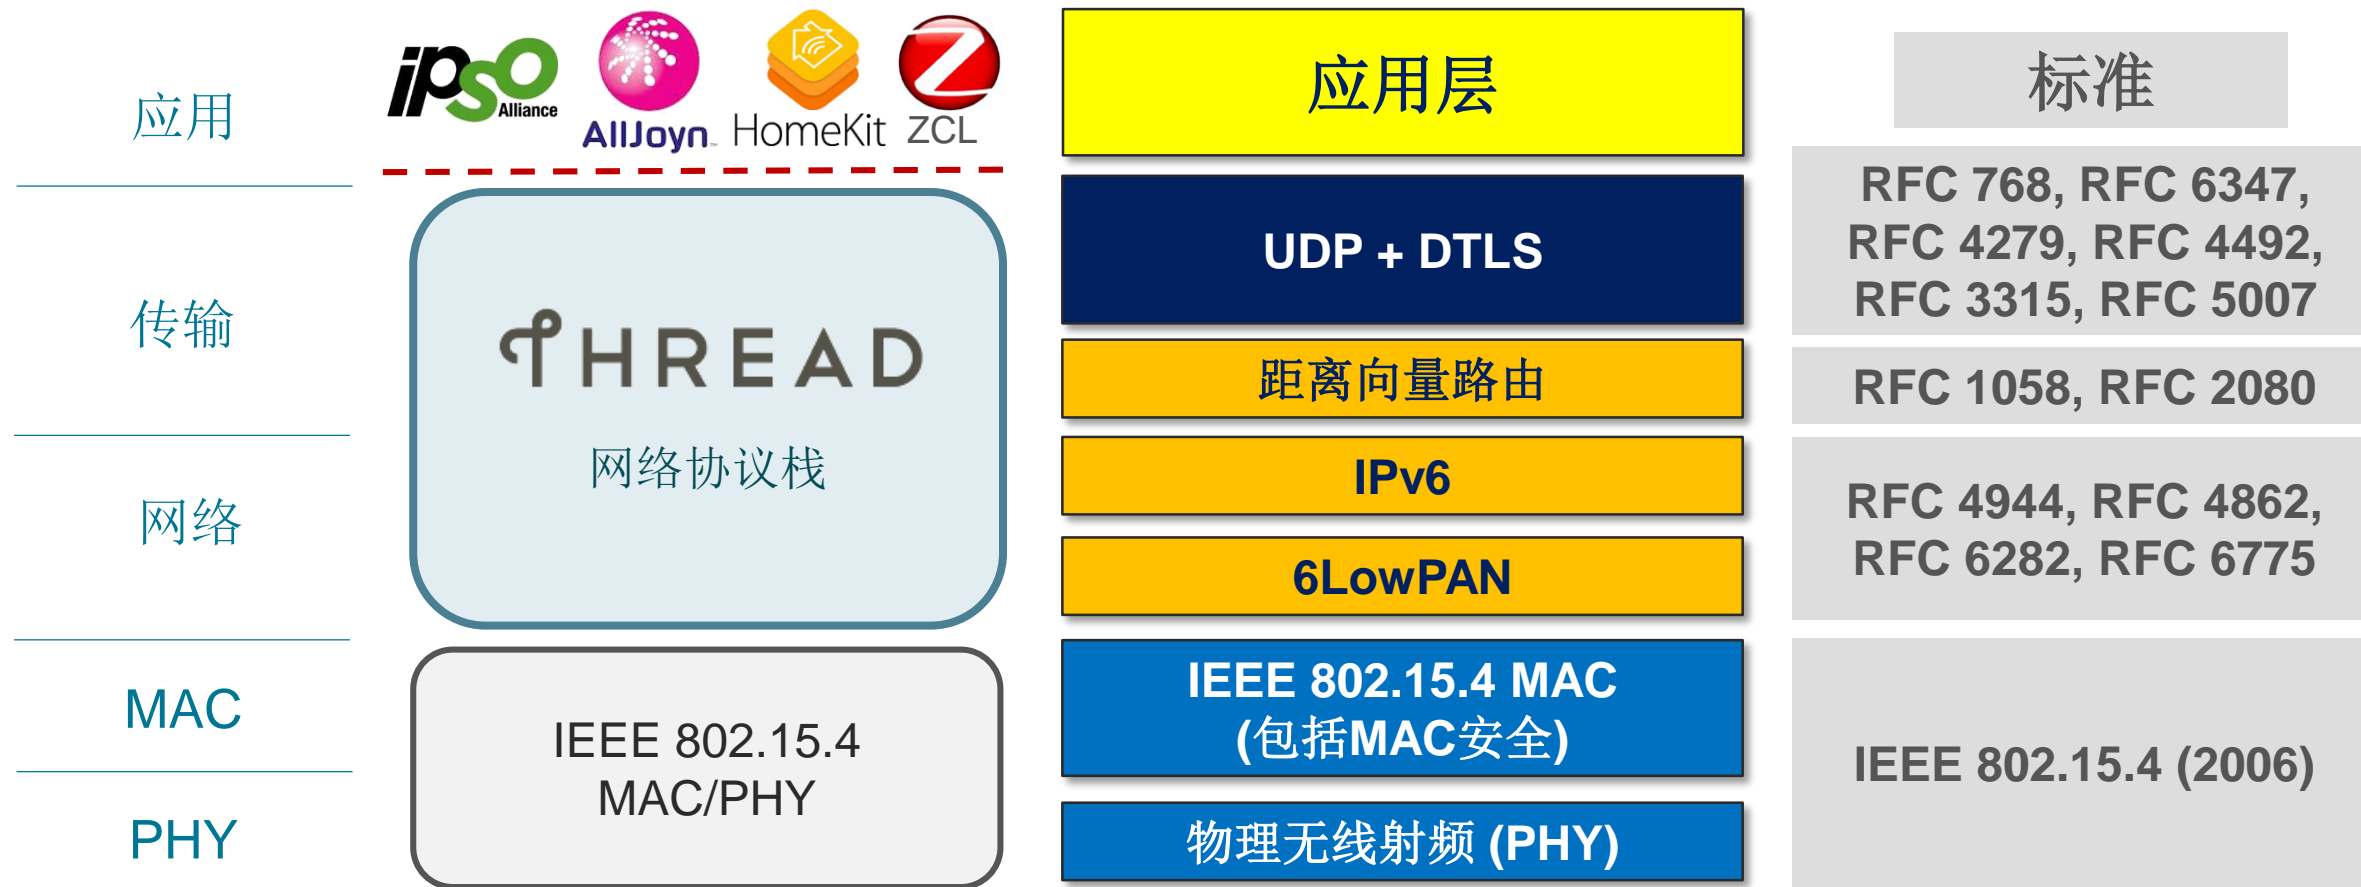 应用
传输
网络
MAC
PHY
ipso
Alliance
AllJoyn
HomeKit
ZCL
THREAD
网络协议栈
IEEE 802.15.4
MAC/PHY
应用层
UDP + DTLS
距离向量路由
IPv6
6LowPAN
IEEE 802.15.4 MAC
(包括MAC安全)
物理无线射频 (PHY)
标准
RFC 768, RFC 6347,
RFC 4279, RFC 4492,
RFC 3315, RFC 5007
RFC 1058, RFC 2080
RFC 4944, RFC 4862,
RFC 6282, RFC 6775
IEEE 802.15.4 (2006)